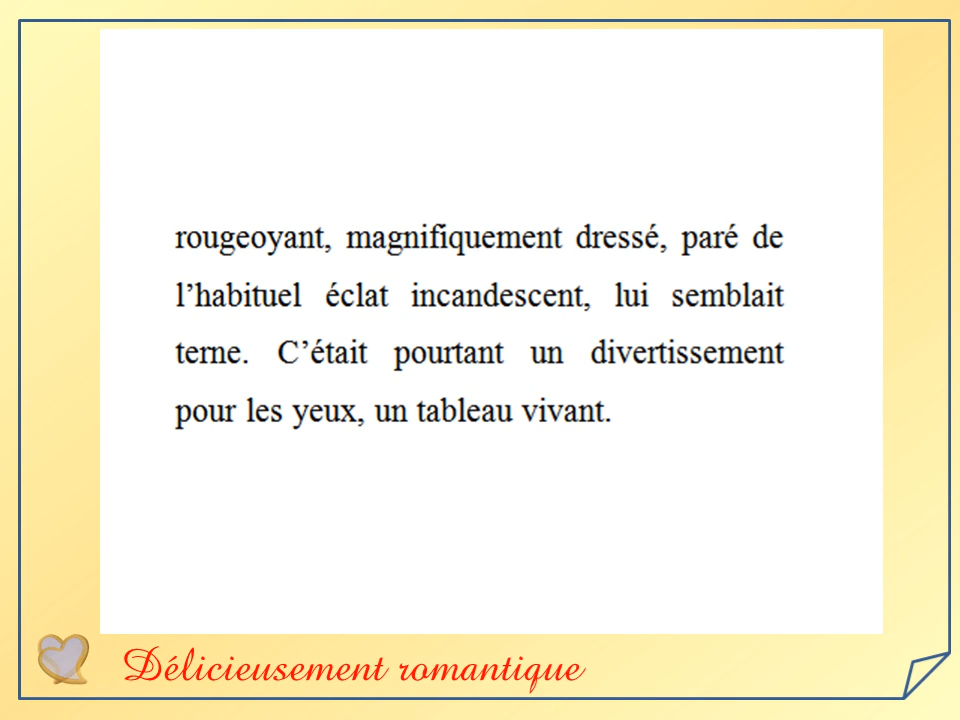 rougeoyant, magnifiquement dressé, paré de
l’habituel éclat incandescent, lui semblait
terne. C’était pourtant un divertissement
pour les yeux, un tableau vivant.
Délicieusement romantique